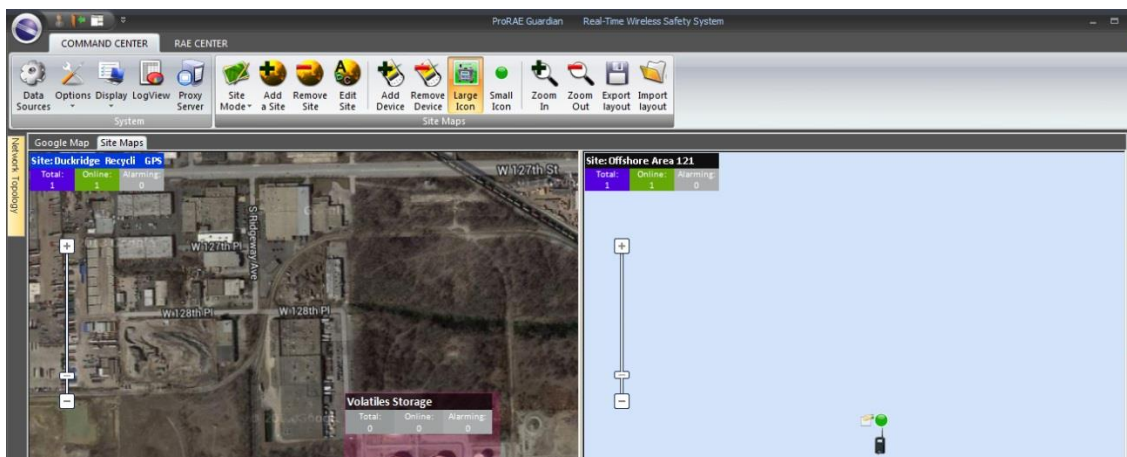 ProRAE Guardian Real-Time Wireless Safety System
COMMAND CENTER RAE CENTER
Data Sources
Options
Display
LogView
Proxy Server
Site Mode
Add a Site
Remove Site
Edit Site
Add Device
Remove Device
Large Icon
Small Icon
Zoom In
Zoom Out
Export layout
Import layout
System
Site Maps
Network Topology
Google Map Site Maps
Site: Duckridge Recycli GPS
Total: Online: Alarming:
1 1 0
W 127th St
S Ridgeway Ave
W 127th Pl
W 128th Pl W 128th Pl
Volatiles Storage
Total: Online: Alarming:
0 0 0
Site: Offshore Area 121
Total: Online: Alarming:
1 1 0